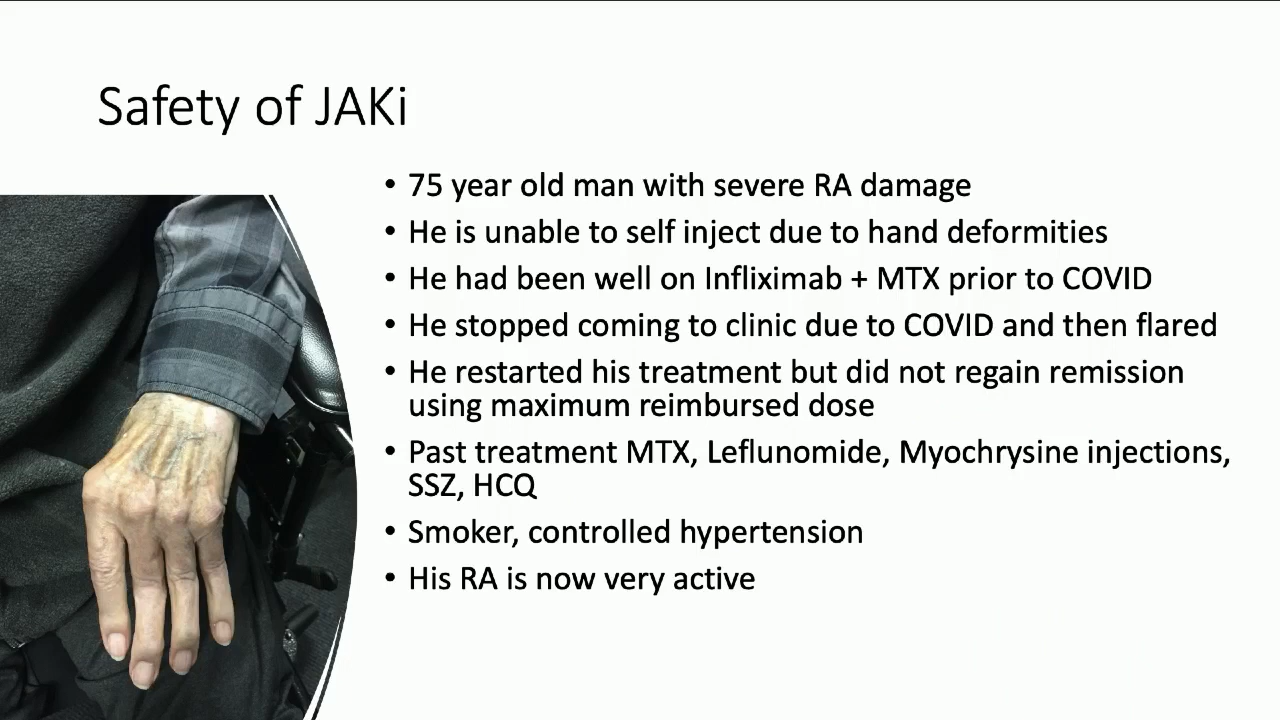 Safety of JAKi
• 75 year old man with severe RA damage
• He is unable to self inject due to hand deformities
• He had been well on Infliximab + MTX prior to COVID
• He stopped coming to clinic due to COVID and then flared
• He restarted his treatment but did not regain remission
using maximum reimbursed dose
• Past treatment MTX, Leflunomide, Myochrysine injections,
SSZ, HCQ
• Smoker, controlled hypertension
• His RA is now very active